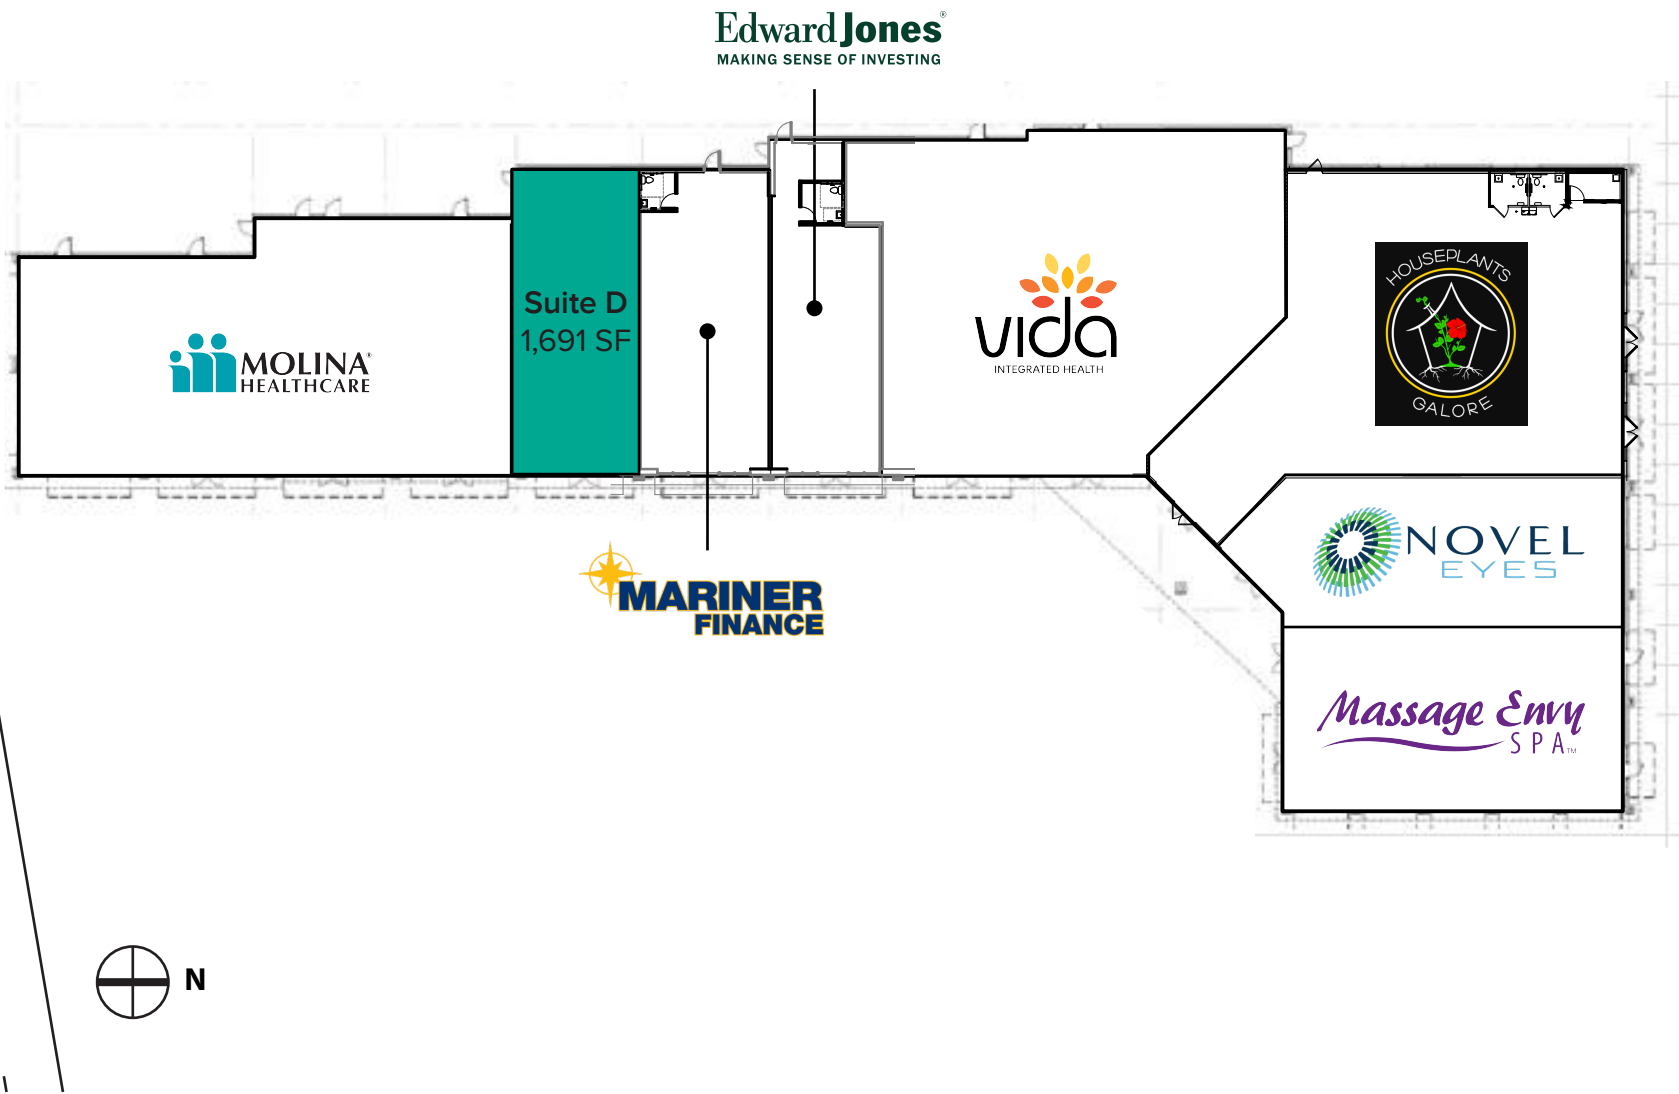 EdwardJones®
MAKING SENSE OF INVESTING
Suite D
1,691 SF
MOLINA®
HEALTHCARE
vida
INTEGRATED HEALTH
HOUSEPLANTS
GALORE
NOVEL
EYES
MARINER
FINANCE
Massage Envy
SPA™
N